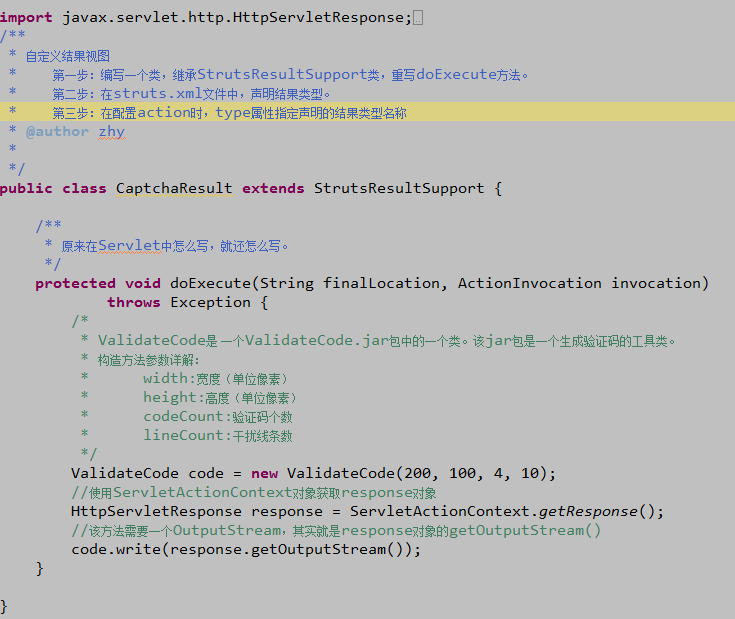 import javax.servlet.http.HttpServletResponse;
/**
 * 自定义结果视图
 *    第一步：编写一个类，继承StrutsResultSupport类，重写doExecute方法。
 *    第二步：在struts.xml文件中，声明结果类型。
 *    第三步：在配置action时，type属性指定声明的结果类型名称
 * @author zhy
 *
 */
public class CaptchaResult extends StrutsResultSupport {
    /**
     * 原来在Servlet中怎么写，就还怎么写。
     */
    protected void doExecute(String finalLocation, ActionInvocation invocation)
            throws Exception {
        /*
         * ValidateCode是一个ValidateCode.jar包中的一个类。该jar包是一个生成验证码的工具类。
         * 构造方法参数详解：
         *      width:宽度（单位像素）
         *      height:高度（单位像素）
         *      codeCount:验证码个数
         *      lineCount:干扰线条数
         */
        ValidateCode code = new ValidateCode(200, 100, 4, 10);
        //使用ServletActionContext对象获取response对象
        HttpServletResponse response = ServletActionContext.getResponse();
        //该方法需要一个OutputStream，其实就是response对象的getOutputStream()
        code.write(response.getOutputStream());
    }
}